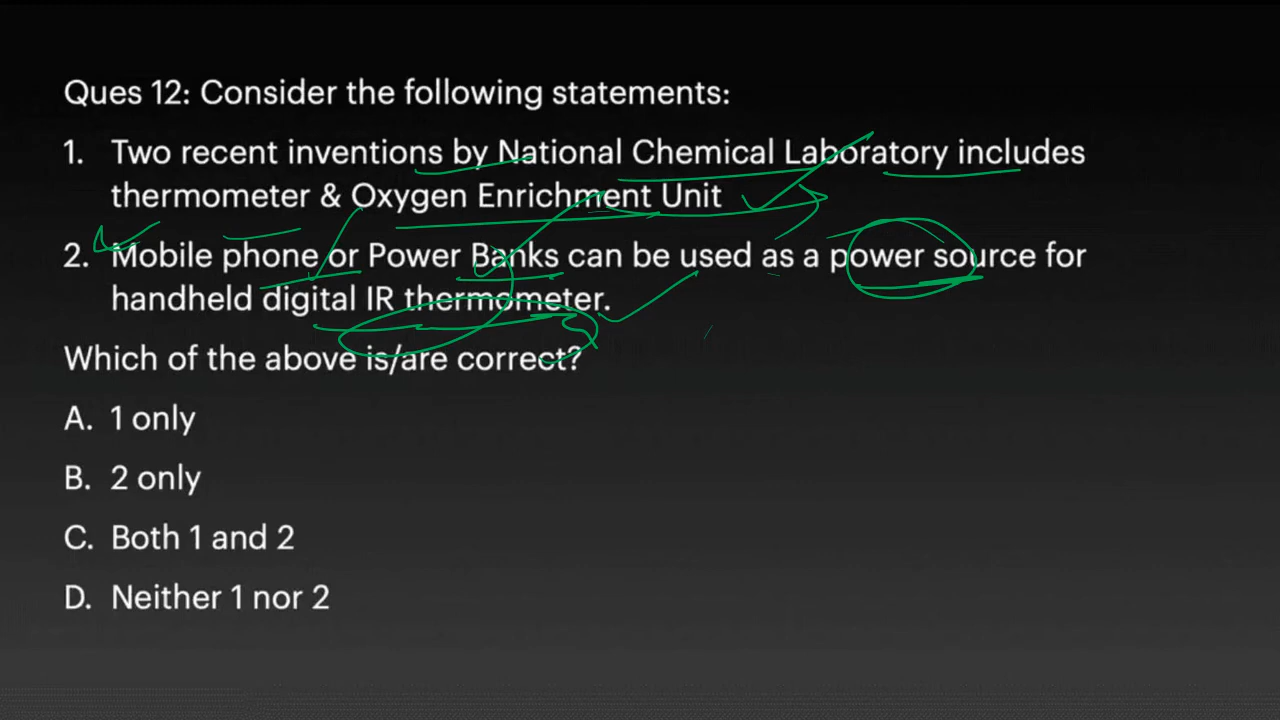 Ques 12: Consider the following statements:
1. Two recent inventions by National Chemical Laboratory includes
thermometer & Oxygen Enrichment Unit
2. Mobile phone or Power Banks can be used as a power source for
handheld digital IR thermometer.
Which of the above is/are correct?
A. 1 only
B. 2 only
C. Both 1 and 2
D. Neither 1 nor 2